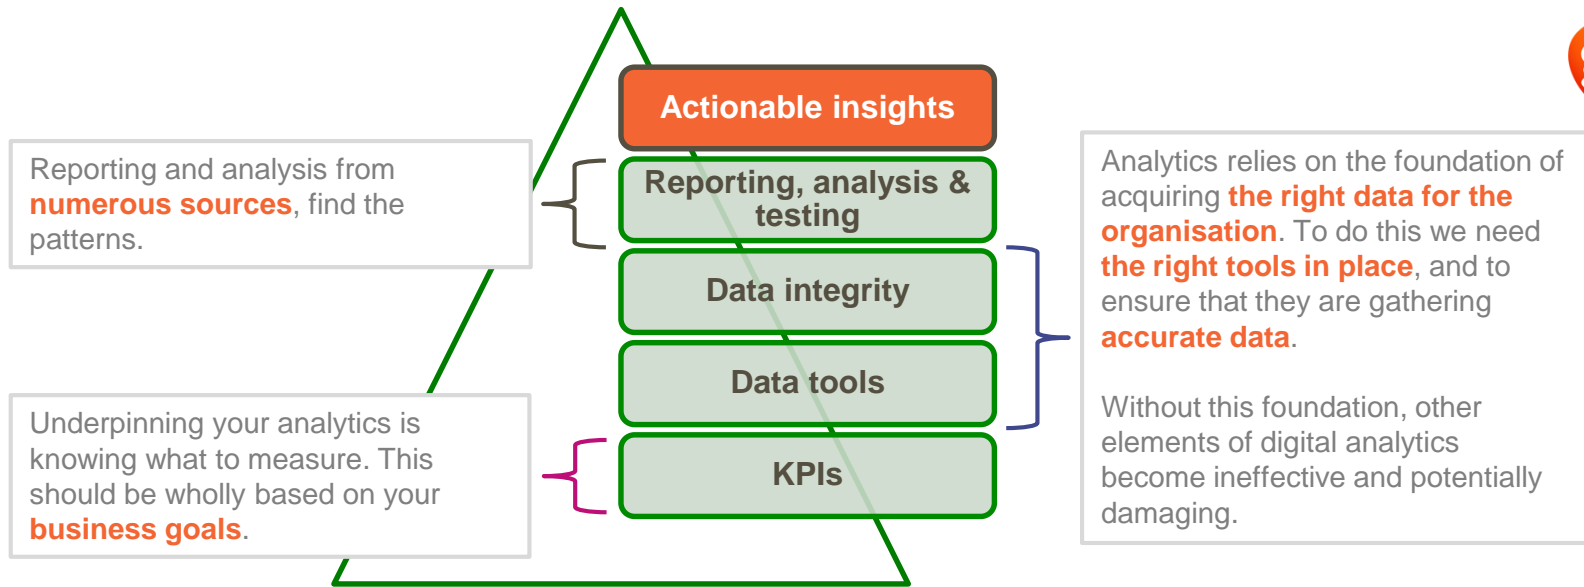 Actionable insights
Reporting and analysis from
numerous sources, find the
patterns.
Reporting, analysis &
testing
Data integrity
Data tools
KPIs
Underpinning your analytics is
knowing what to measure. This
should be wholly based on your
business goals.
Analytics relies on the foundation of
acquiring the right data for the
organisation. To do this we need
the right tools in place, and to
ensure that they are gathering
accurate data.
Without this foundation, other
elements of digital analytics
become ineffective and potentially
damaging.